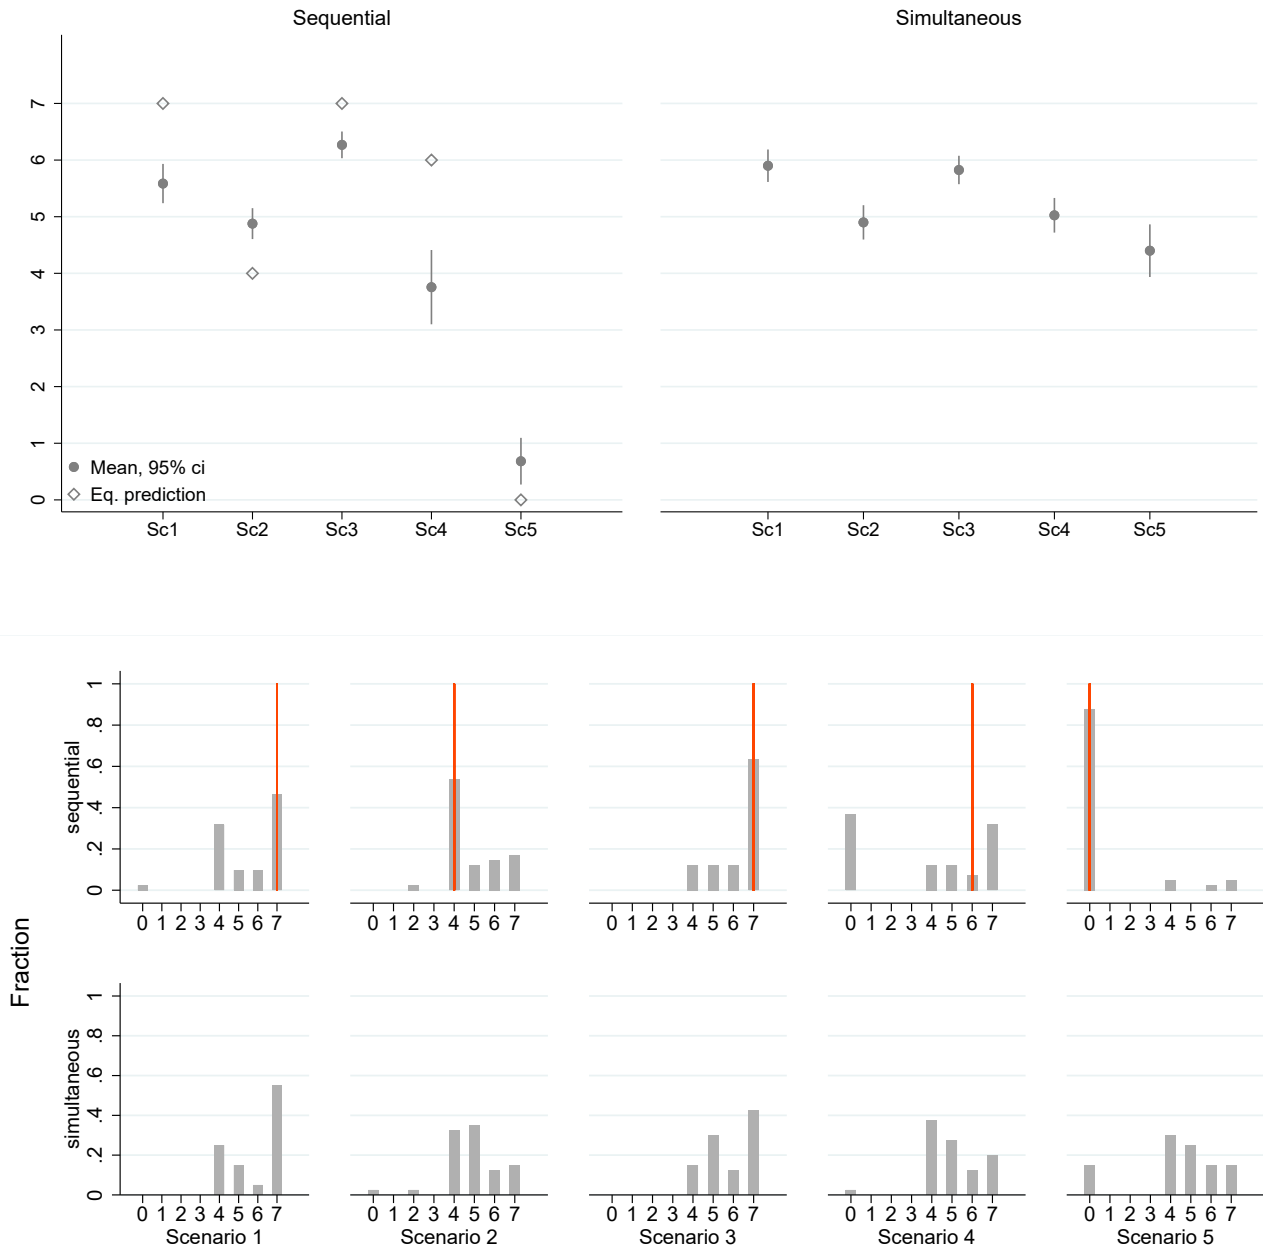 Sequential
Simultaneous
7
6
5
4
3
2
1
0
Mean, 95% ci
Eq. prediction
Sc1 Sc2 Sc3 Sc4 Sc5
Sc1 Sc2 Sc3 Sc4 Sc5
Fraction
sequential
1
.8
.6
.4
.2
0
0 1 2 3 4 5 6 7
0 1 2 3 4 5 6 7
0 1 2 3 4 5 6 7
0 1 2 3 4 5 6 7
0 1 2 3 4 5 6 7
simultaneous
1
.8
.6
.4
.2
0
0 1 2 3 4 5 6 7
0 1 2 3 4 5 6 7
0 1 2 3 4 5 6 7
0 1 2 3 4 5 6 7
0 1 2 3 4 5 6 7
Scenario 1
Scenario 2
Scenario 3
Scenario 4
Scenario 5